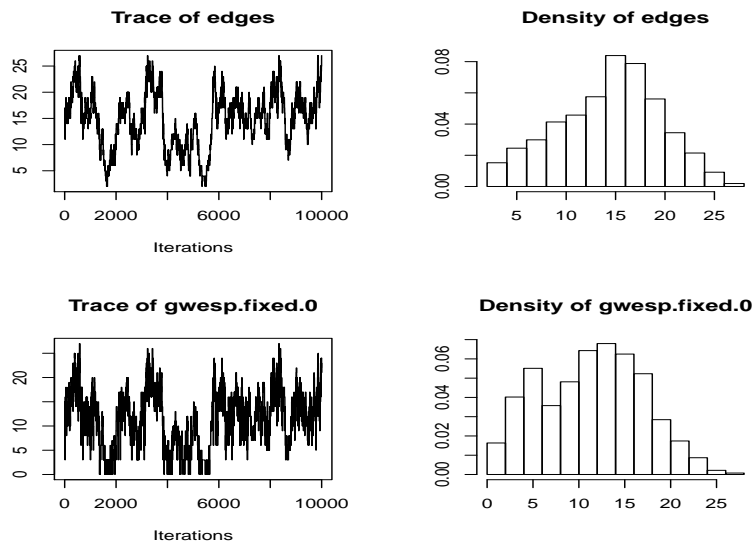 Trace of edges
25
20
15
10
5
0 2000 6000 10000
Iterations
Density of edges
0.08
0.04
0.00
5 10 15 20 25
Trace of gwesp.fixed.0
20
10
5
0
0 2000 6000 10000
Iterations
Density of gwesp.fixed.0
0.06
0.04
0.02
0.00
0 5 10 15 20 25